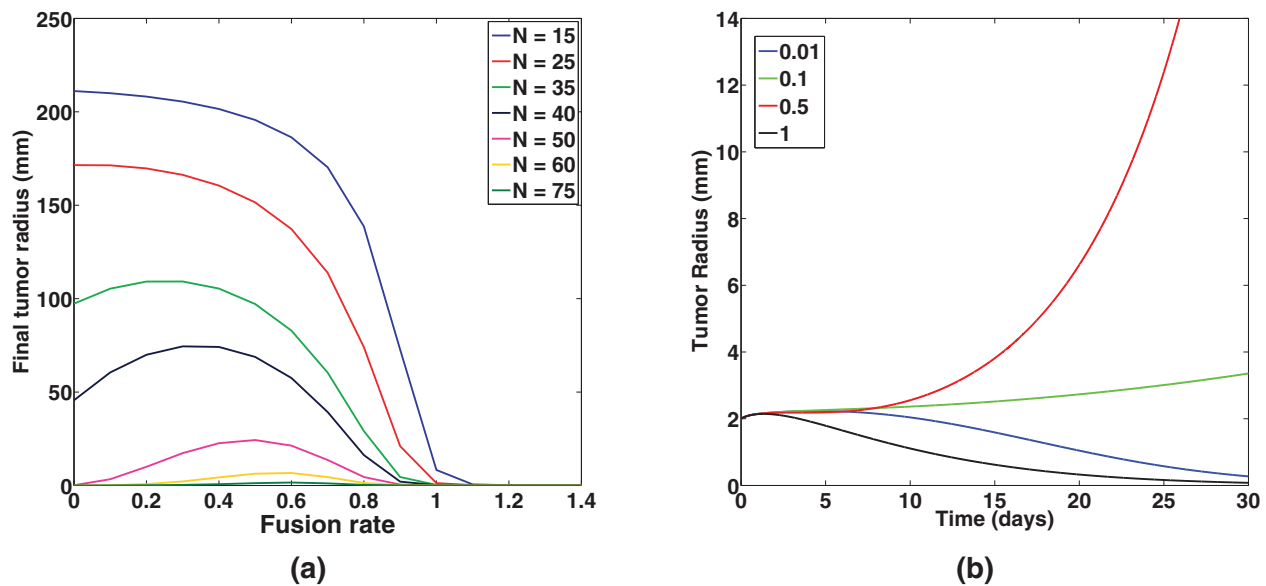 250
200
150
100
50
0
Final tumor radius (mm)
0
0.2
0.4
0.6
0.8
1
1.2
1.4
Fusion rate
N = 15
N = 25
N = 35
N = 40
N = 50
N = 60
N = 75
(a)
14
12
10
8
6
4
2
0
Tumor Radius (mm)
0
5
10
15
20
25
30
Time (days)
0.01
0.1
0.5
1
(b)